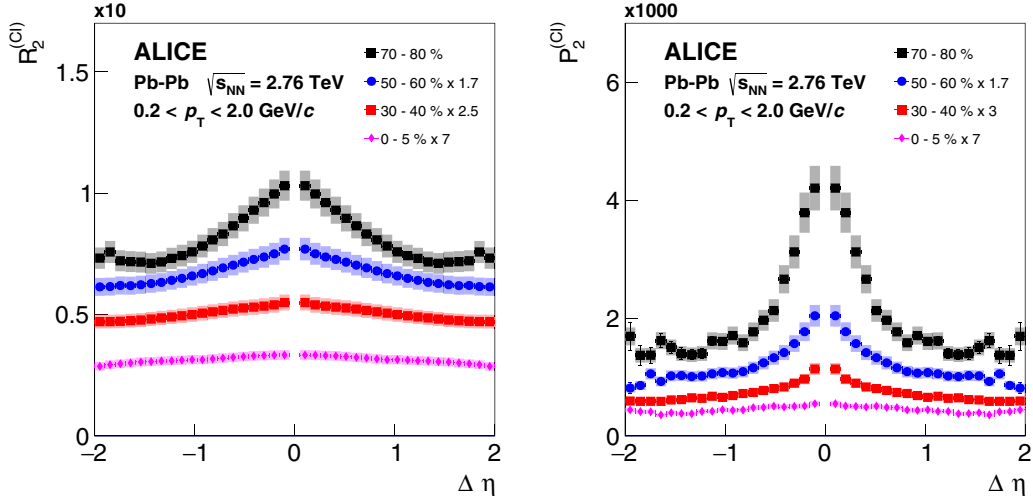 x10
R₂^(CI)
ALICE
Pb-Pb √s_NN = 2.76 TeV
0.2 < p_T < 2.0 GeV/c
70 - 80 %
50 - 60 % x 1.7
30 - 40 % x 2.5
0 - 5 % x 7
1.5
1
0.5
0
−2
−1
0
1
2
Δ η
x1000
P₂^(CI)
ALICE
Pb-Pb √s_NN = 2.76 TeV
0.2 < p_T < 2.0 GeV/c
70 - 80 %
50 - 60 % x 1.7
30 - 40 % x 3
0 - 5 % x 7
6
4
2
0
−2
−1
0
1
2
Δ η